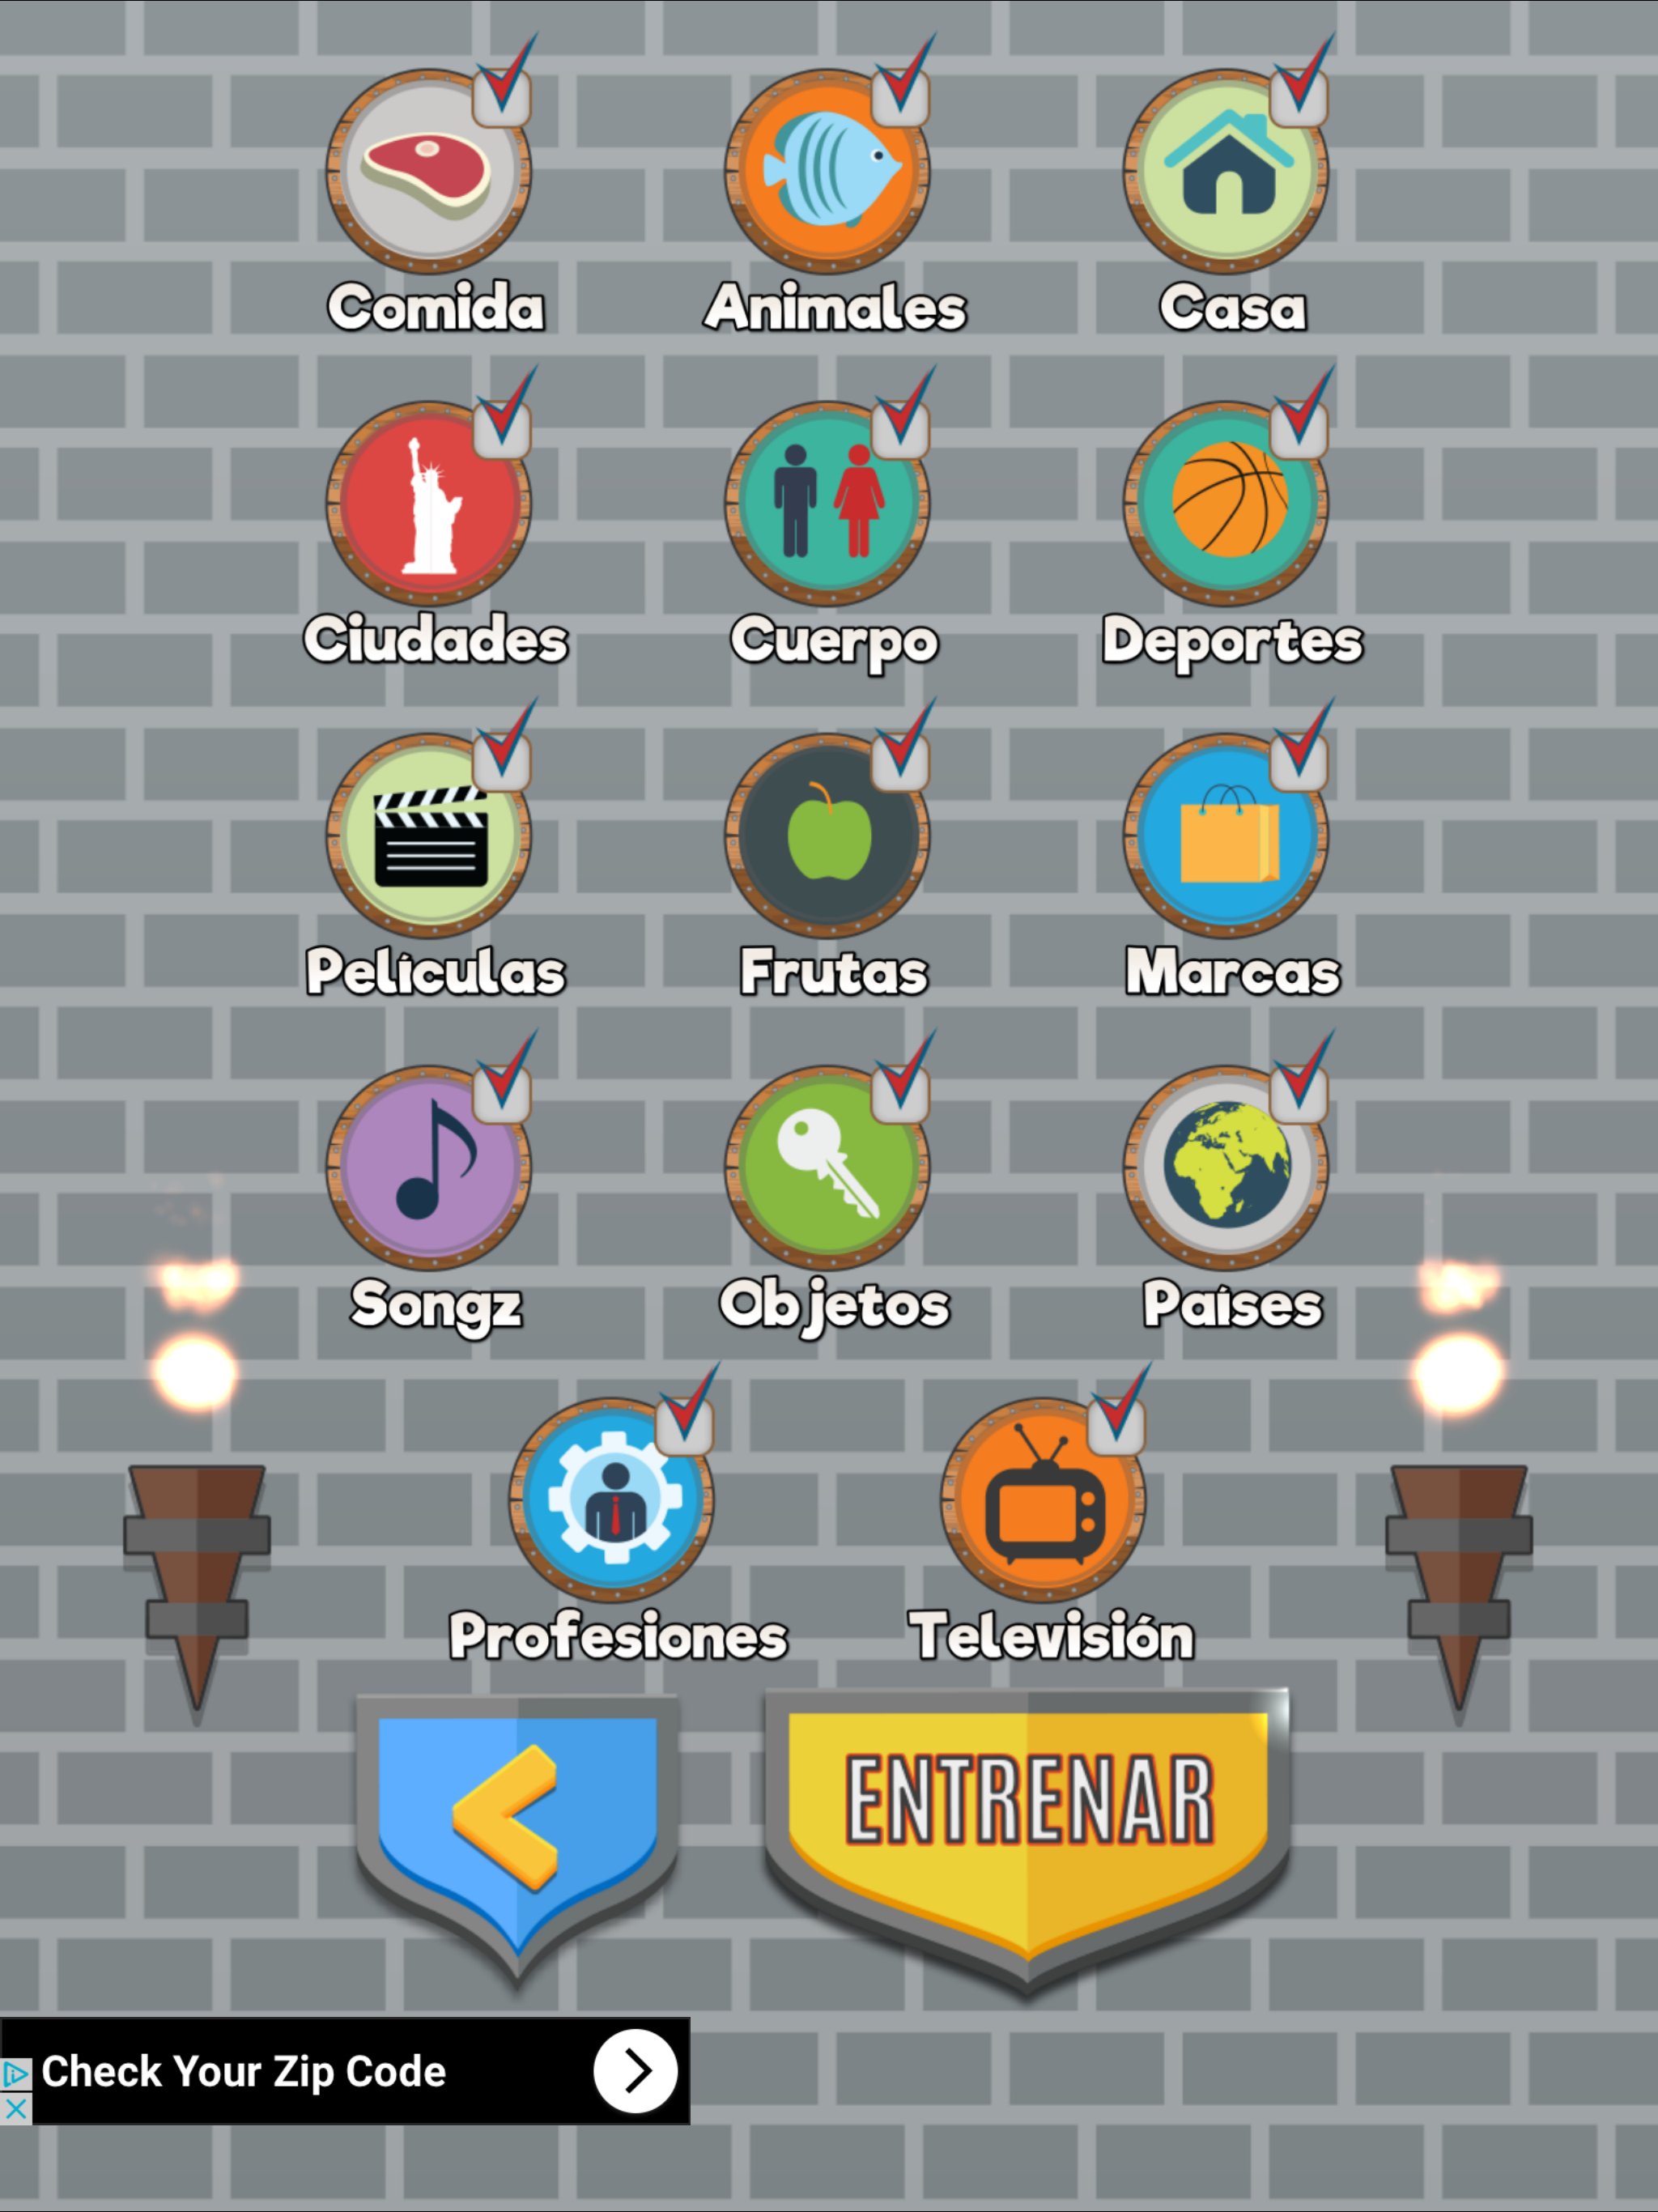 Comida Animales Casa
Ciudades Cuerpo Deportes
Películas Frutas Marcas
Songz Objetos Países
Profesiones Televisión
ENTRENAR
Check Your Zip Code